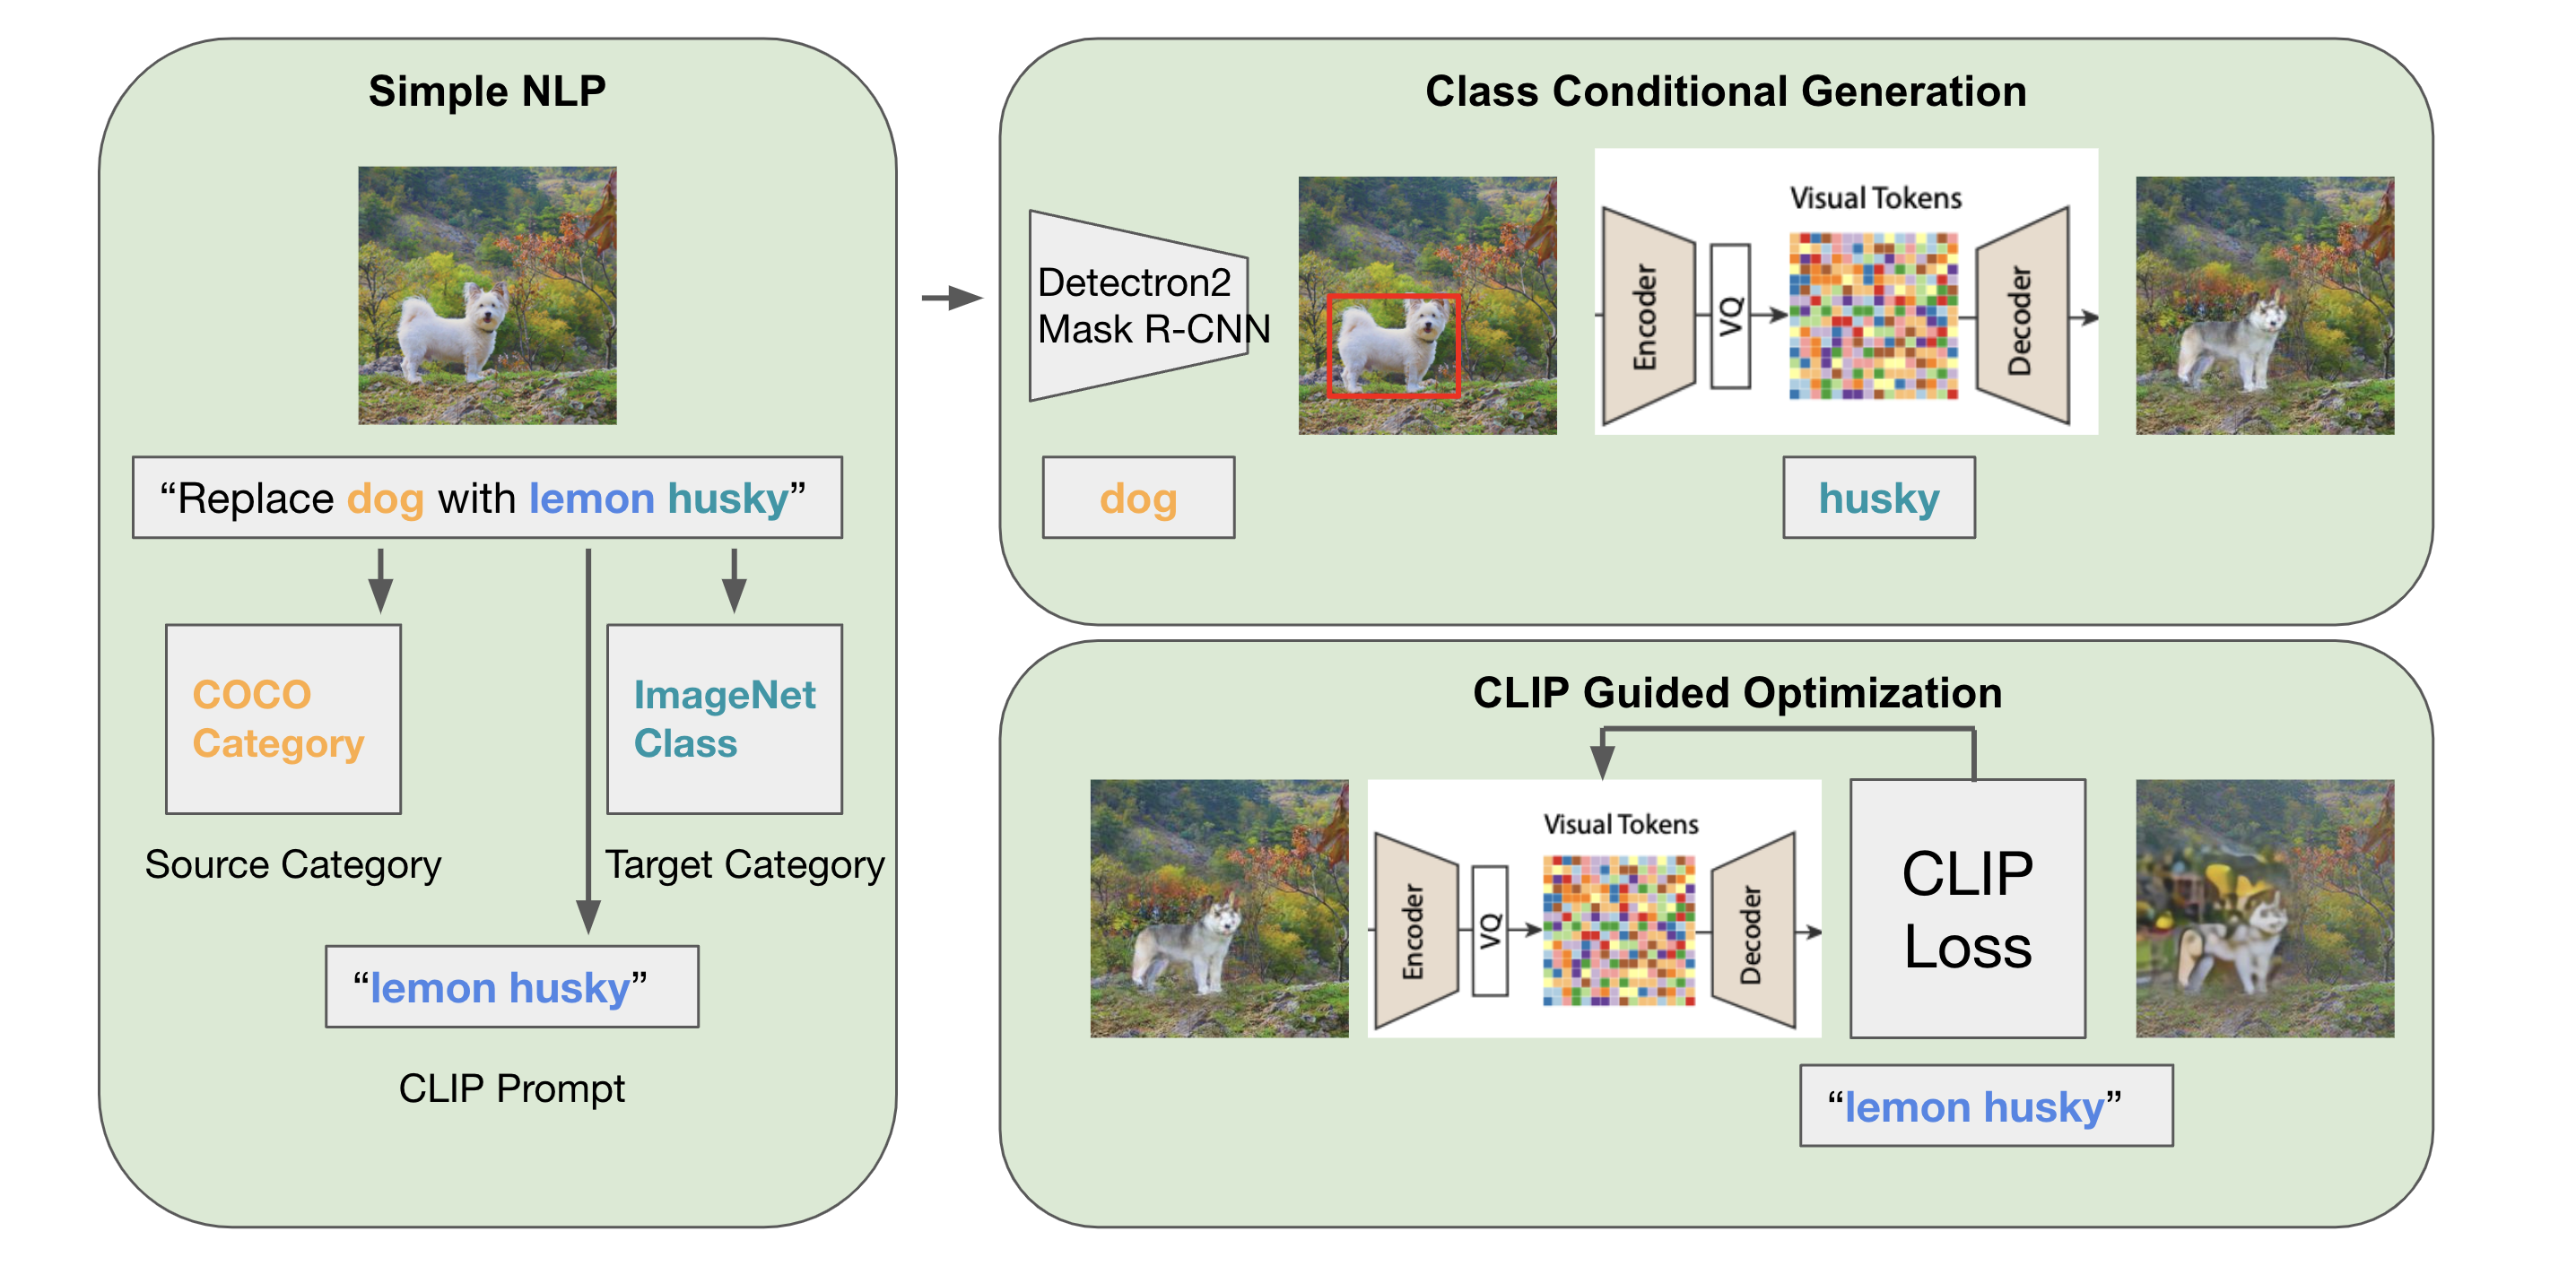 Simple NLP
“Replace dog with lemon husky”
COCO
Category
ImageNet
Class
Source Category
Target Category
“lemon husky”
CLIP Prompt
Class Conditional Generation
Detectron2
Mask R-CNN
Encoder
VQ
Visual Tokens
Decoder
dog
husky
CLIP Guided Optimization
Encoder
VQ
Visual Tokens
Decoder
CLIP
Loss
“lemon husky”